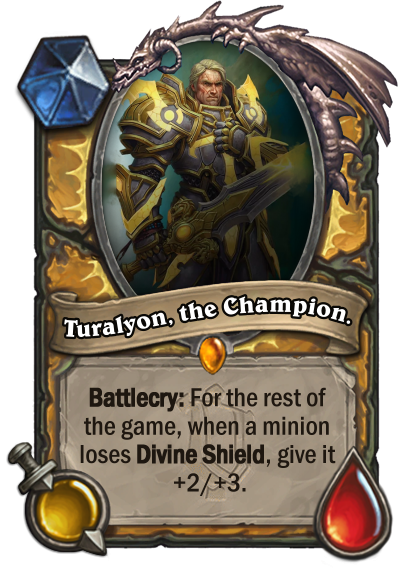 Turalyon, the Champion.
Battlecry: For the rest of
the game, when a minion
loses Divine Shield, give it
+2/+3.